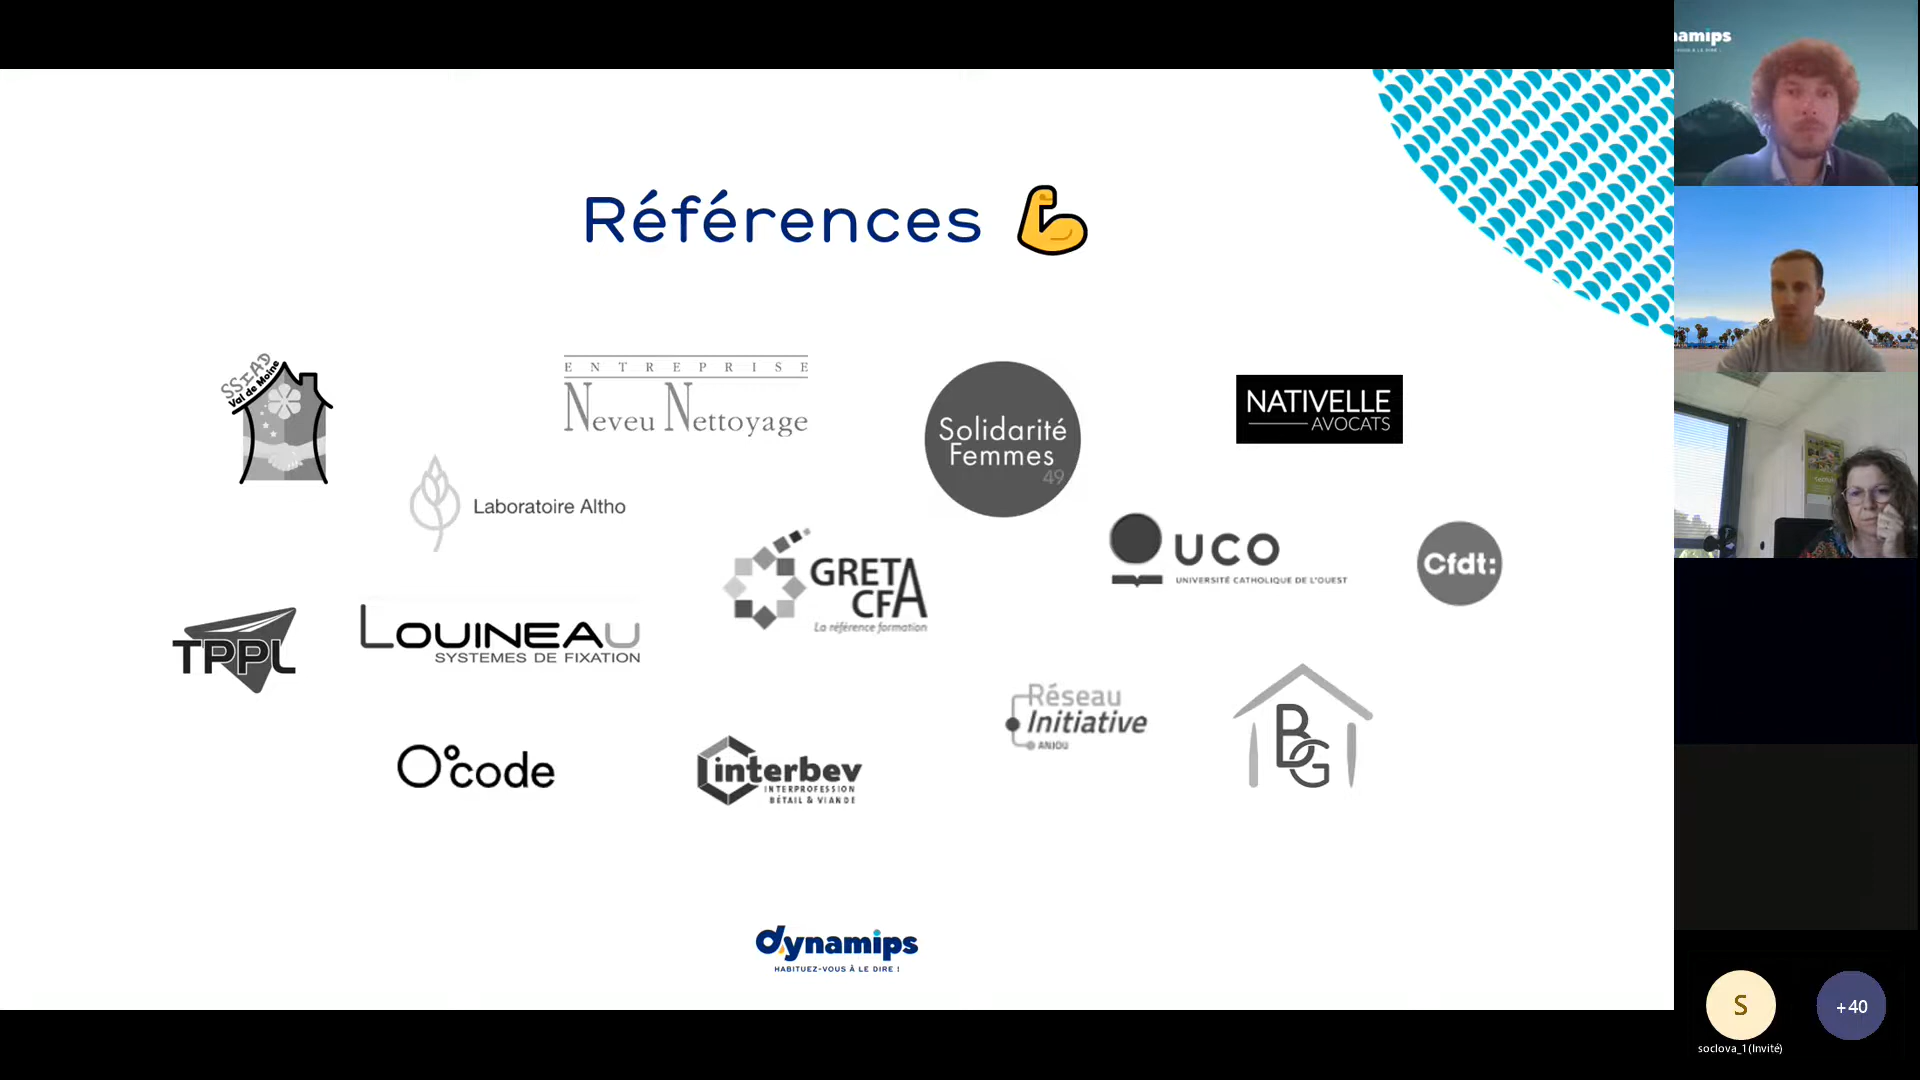 Références
SSIAD
Val de Moine
ENTREPRISE
Neveu Nettoyage
Solidarité
Femmes
49
NATIVELLE
AVOCATS
Laboratoire Altho
GRETA
CFA
La référence formation
UCO
UNIVERSITÉ CATHOLIQUE DE L'OUEST
Cfdt:
TPPL
LOUINEAU
SYSTEMES DE FIXATION
Réseau
Initiative
ANJOU
BG
O°code
interbev
INTERPROFESSION
BÉTAIL & VIANDE
dynamips
HABITUEZ-VOUS À LE DIRE !
namips
S
+40
soclova_1(Invité)